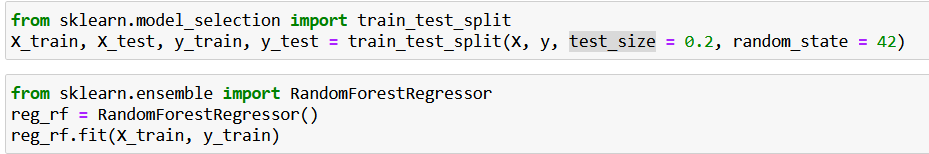 from sklearn.model_selection import train_test_split
X_train, X_test, y_train, y_test = train_test_split(X, y, test_size = 0.2, random_state = 42)
from sklearn.ensemble import RandomForestRegressor
reg_rf = RandomForestRegressor()
reg_rf.fit(X_train, y_train)